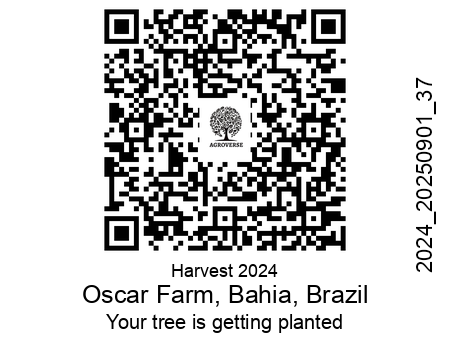 AGROVERSE
Harvest 2024
Oscar Farm, Bahia, Brazil
Your tree is getting planted
2024_20250901_37